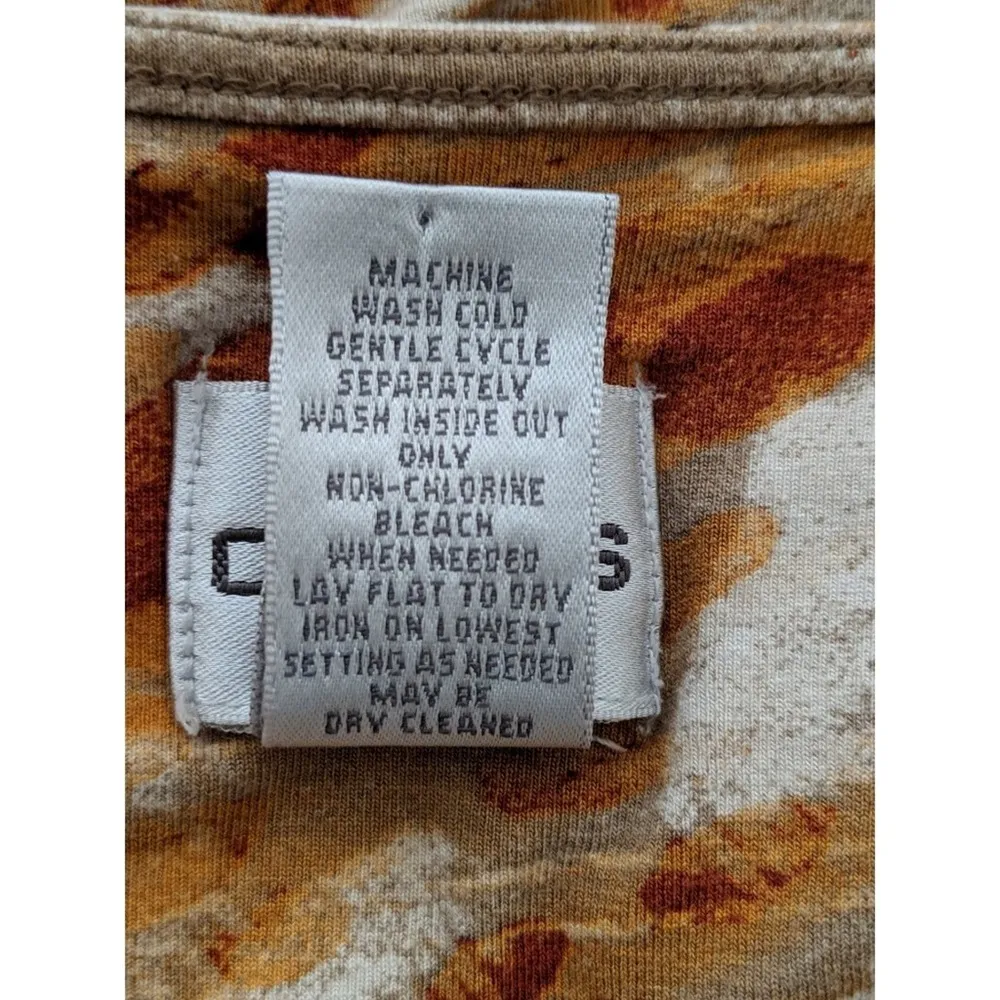 MACHINE
WASH COLD
GENTLE CYCLE
SEPARATELY
WASH INSIDE OUT
ONLY
NON-CHLORINE
BLEACH
WHEN NEEDED
LAY FLAT TO DRY
IRON ON LOWEST
SETTING AS NEEDED
MAY BE
DRY CLEANED